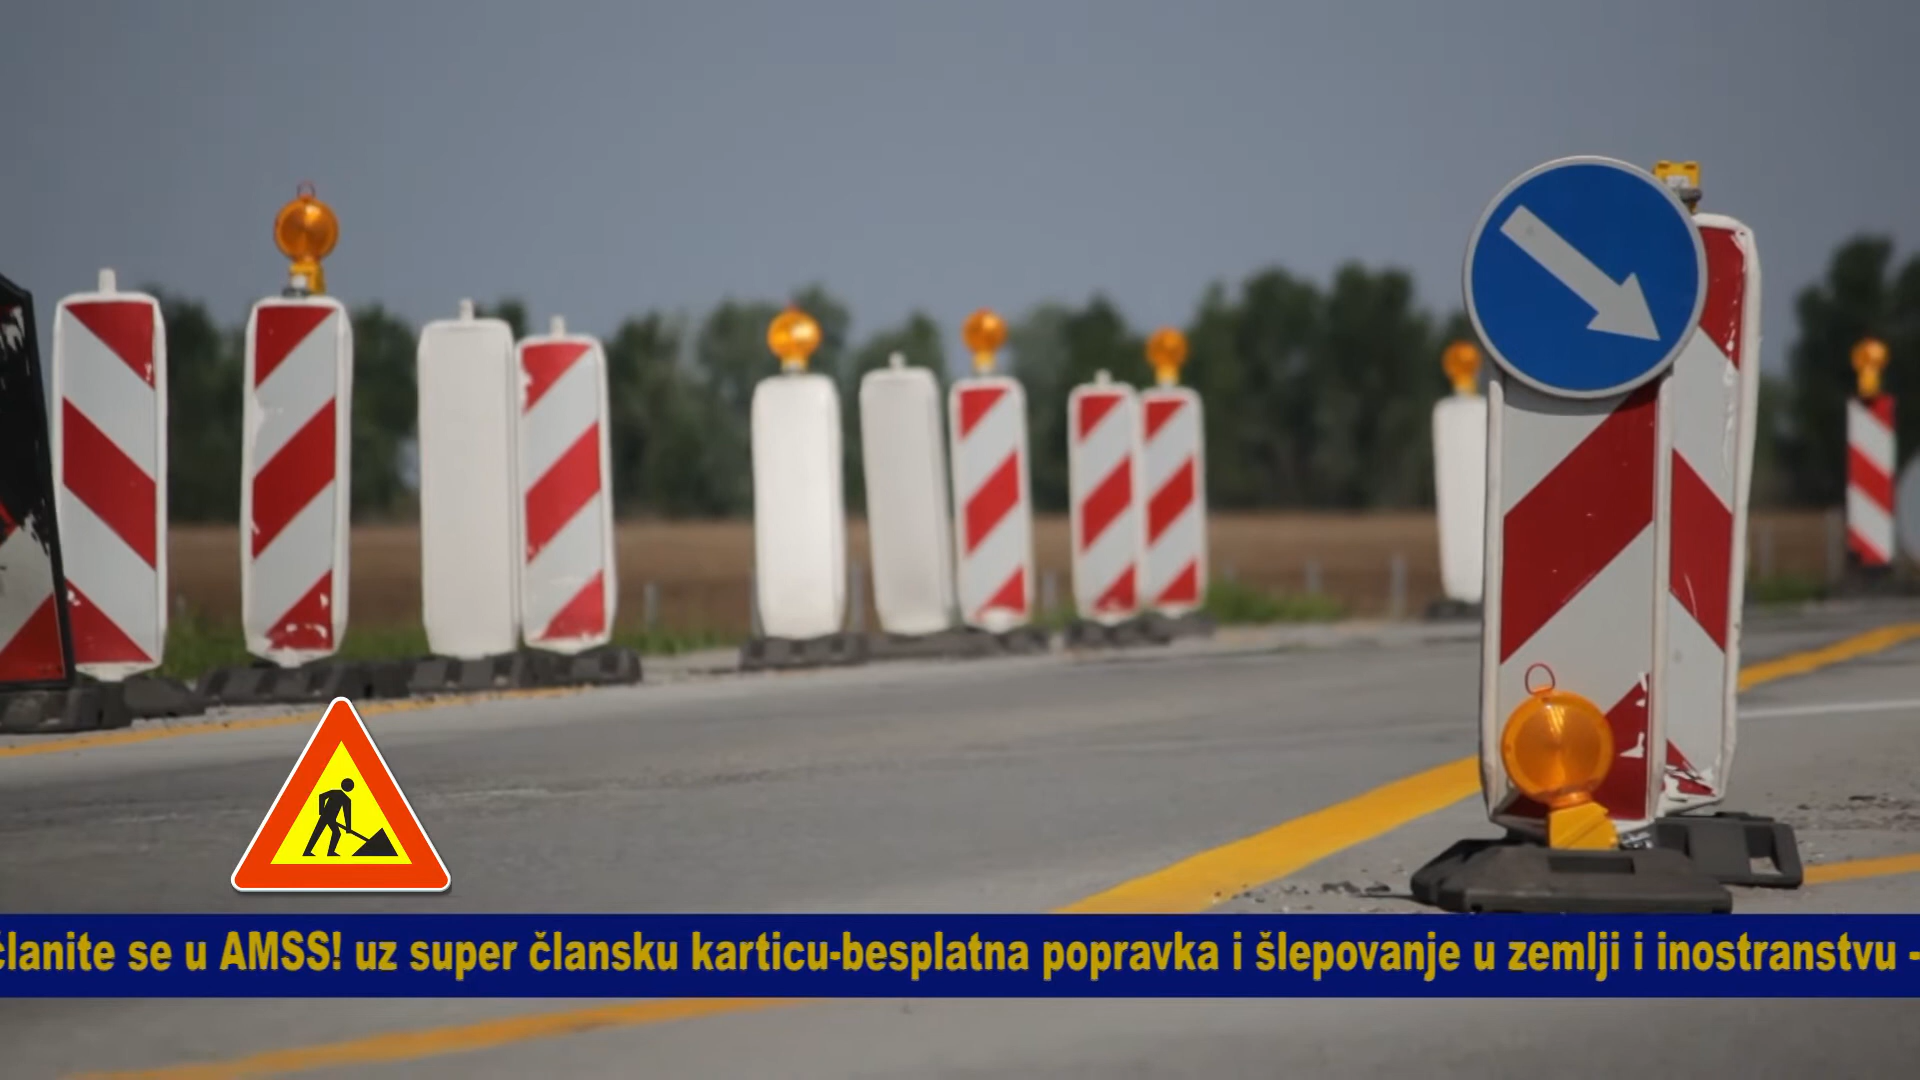 članite se u AMSS! uz super člansku karticu-besplatna popravka i šlepovanje u zemlji i inostranstvu -